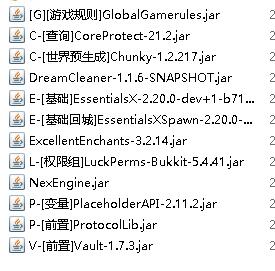 [G][游戏规则]GlobalGamerules.jar
C-[查询]CoreProtect-21.2.jar
C-[世界预生成]Chunky-1.2.217.jar
DreamCleaner-1.1.6-SNAPSHOT.jar
E-[基础]EssentialsX-2.20.0-dev+1-b71...
E-[基础回城]EssentialsXSpawn-2.20.0-...
ExcellentEnchants-3.2.14.jar
L-[权限组]LuckPerms-Bukkit-5.4.41.jar
NexEngine.jar
P-[变量]PlaceholderAPI-2.11.2.jar
P-[前置]ProtocolLib.jar
V-[前置]Vault-1.7.3.jar